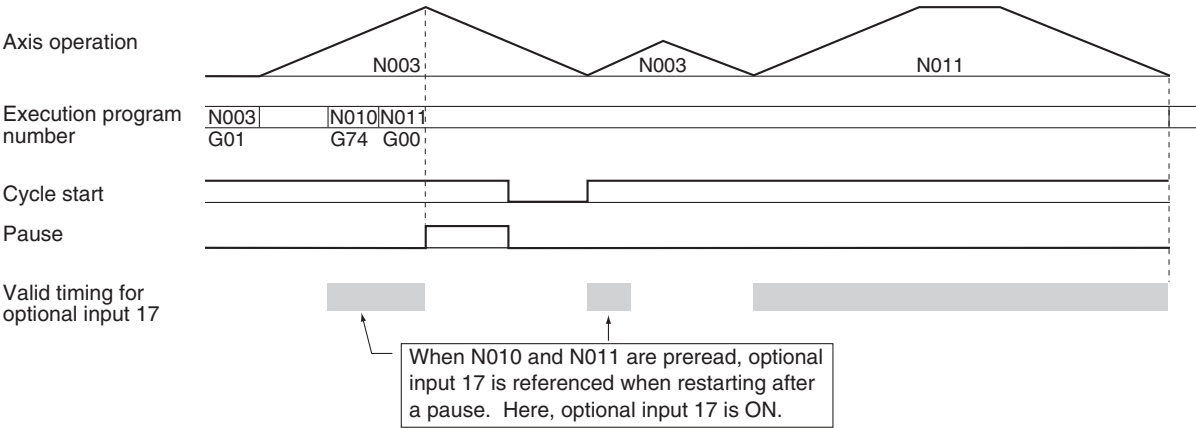 Axis operation
N003 N003 N011
Execution program
number
N003 N010 N011
G01 G74 G00
Cycle start
Pause
Valid timing for
optional input 17
When N010 and N011 are preread, optional
input 17 is referenced when restarting after
a pause. Here, optional input 17 is ON.